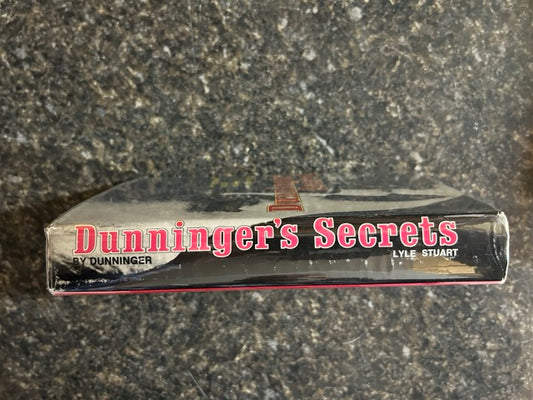 Dunninger's Secrets
BY DUNNINGER
LYLE STUART